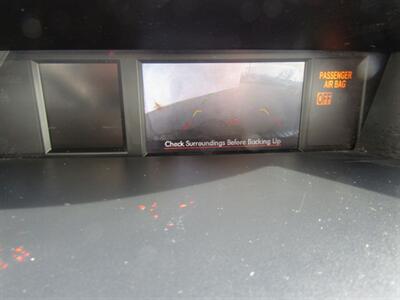 PASSENGER
AIR BAG
OFF
Check Surroundings Before Backing Up